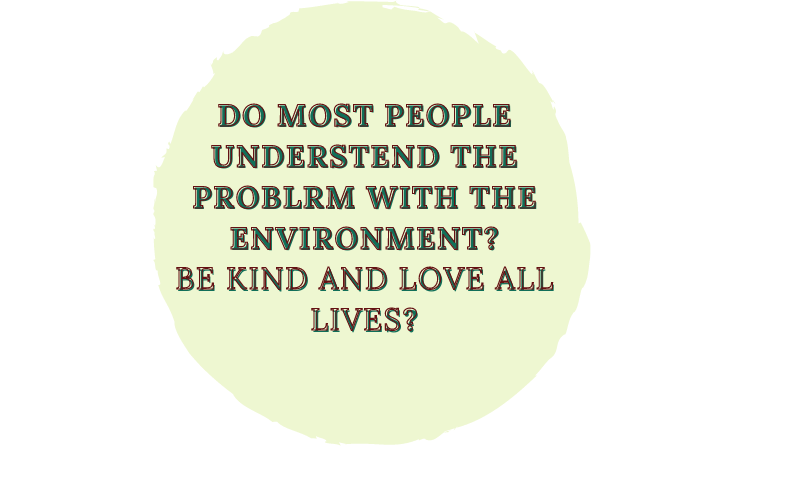 DO MOST PEOPLE
UNDERSTEND THE
PROBLRM WITH THE
ENVIRONMENT?
BE KIND AND LOVE ALL
LIVES?